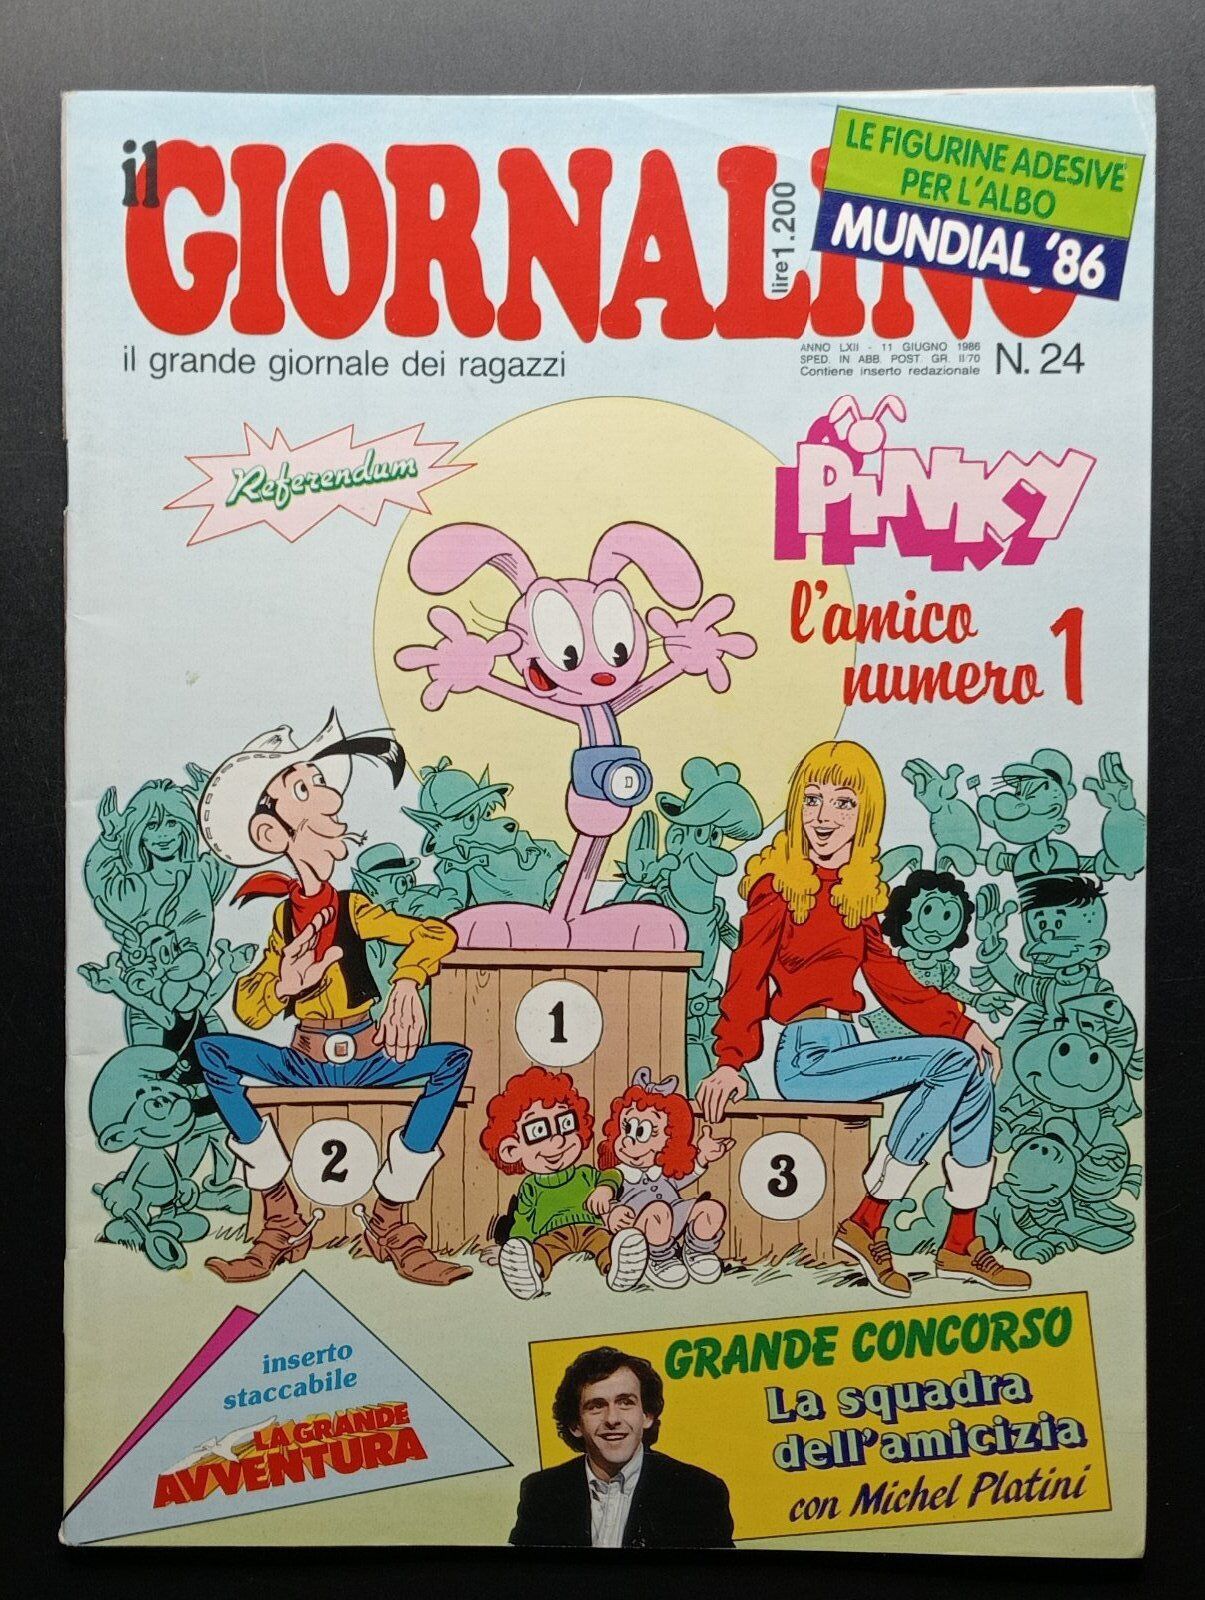 il GIORNALINO
lire 1.200
LE FIGURINE ADESIVE
PER L'ALBO
MUNDIAL '86
il grande giornale dei ragazzi
ANNO LXII - 11 GIUGNO 1986
SPED. IN ABB. POST. GR. II/70
Contiene inserto redazionale
N. 24
Referendum
PINKY
l'amico
numero 1
1
2
3
inserto
staccabile
LA GRANDE
AVVENTURA
GRANDE CONCORSO
La squadra
dell'amicizia
con Michel Platini